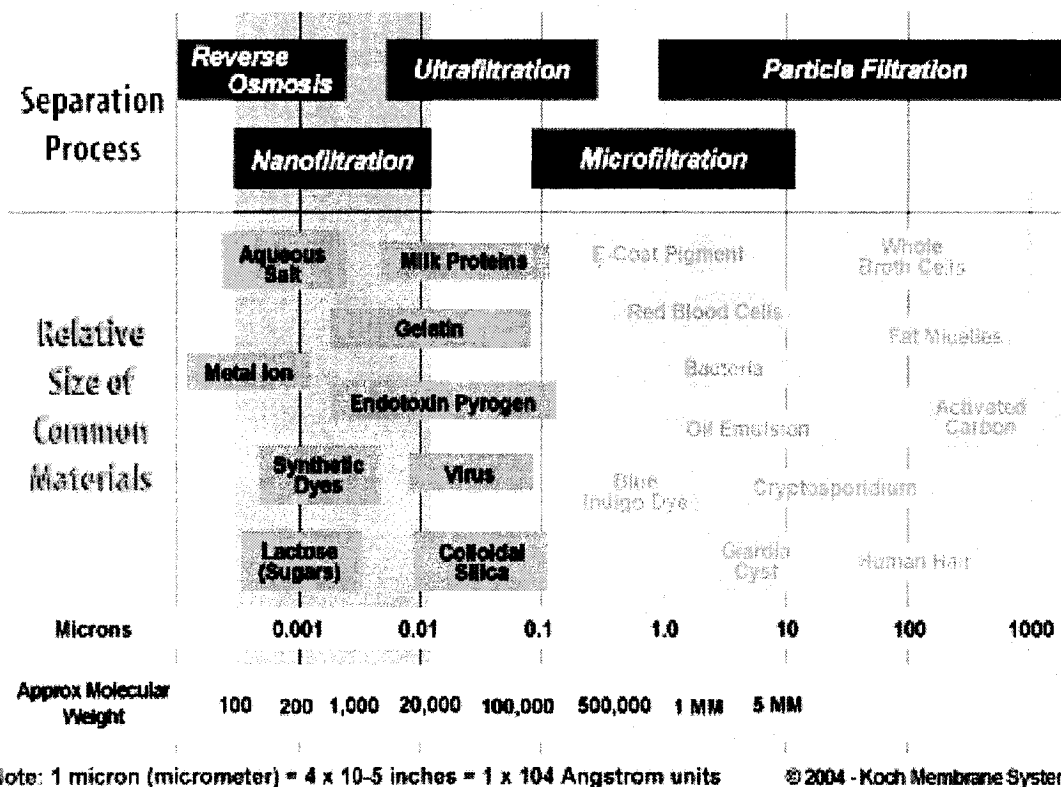 Reverse
Osmosis
Ultrafiltration
Particle Filtration
Separation
Process
Nanofiltration
Microfiltration
Aqueous
Salt
Milk Proteins
E-Coat Pigment
Whole
Broth Cells
Red Blood Cells
Gelatin
Fat Micelles
Relative
Size of
Common
Materials
Metal Ion
Bacteria
Endotoxin Pyrogen
Activated
Carbon
Oil Emulsion
Synthetic
Dyes
Virus
Blue
Indigo Dye
Cryptosporidium
Lactose
(Sugars)
Colloidal
Silica
Giardia
Cyst
Human Hair
Microns 0.001 0.01 0.1 1.0 10 100 1000
Approx Molecular
Weight
100 200 1,000 20,000 100,000 500,000 1 MM 5 MM
Note: 1 micron (micrometer) = 4 x 10-5 inches = 1 x 104 Angstrom units
© 2004 - Koch Membrane System